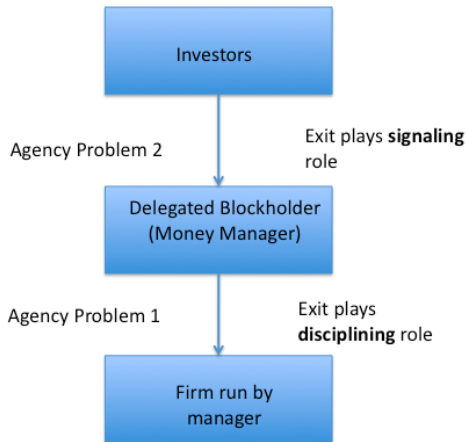 Investors
Agency Problem 2
Exit plays signaling
role
Delegated Blockholder
(Money Manager)
Agency Problem 1
Exit plays
disciplining role
Firm run by
manager